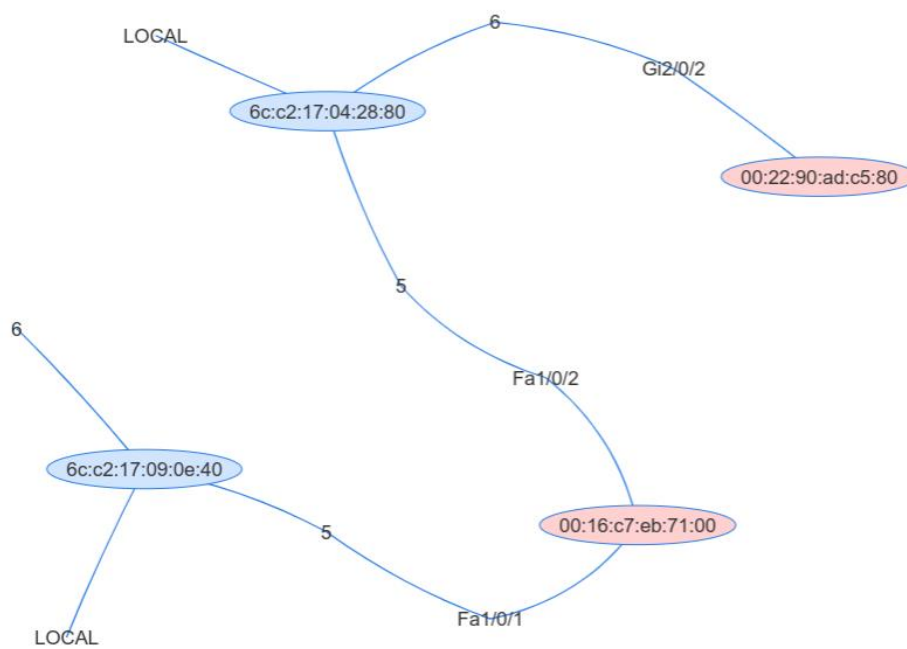 6
LOCAL
Gi2/0/2
6c:c2:17:04:28:80
00:22:90:ad:c5:80
5
6
Fa1/0/2
6c:c2:17:09:0e:40
00:16:c7:eb:71:00
5
Fa1/0/1
LOCAL